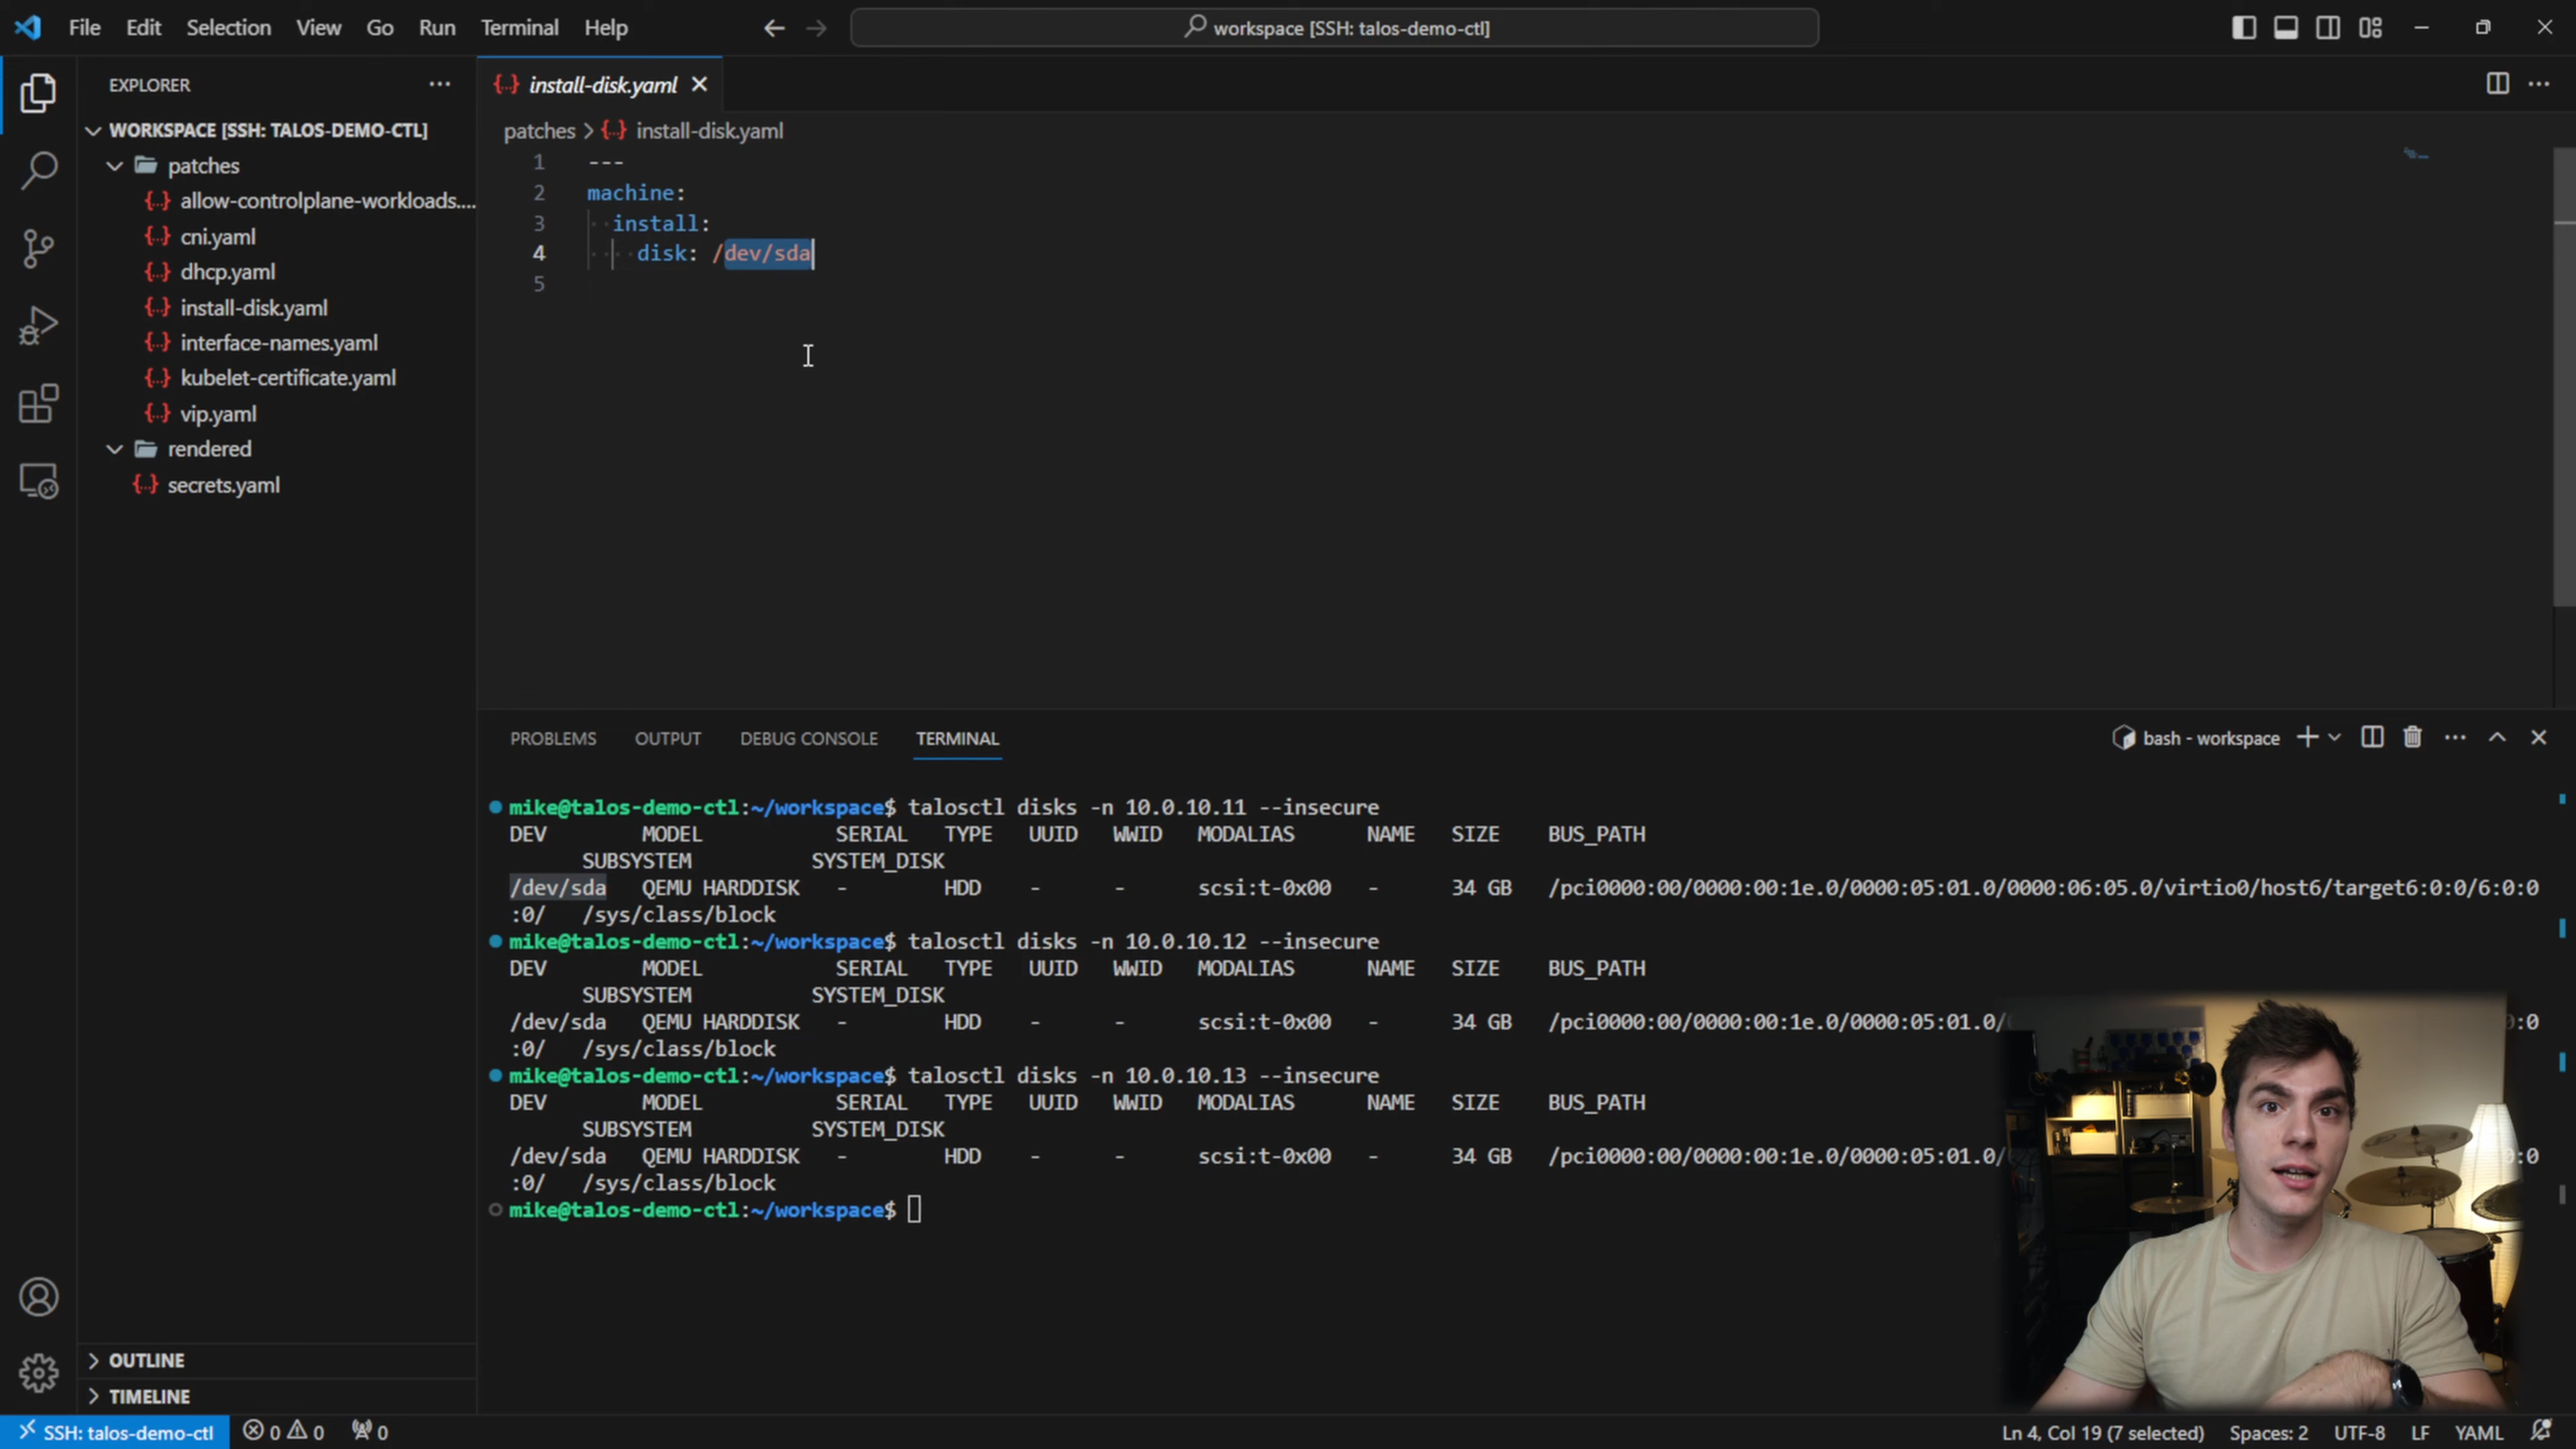 File Edit Selection View Go Run Terminal Help
workspace [SSH: talos-demo-ctl]
EXPLORER
WORKSPACE [SSH: TALOS-DEMO-CTL]
patches
allow-controlplane-workloads....
cni.yaml
dhcp.yaml
install-disk.yaml
interface-names.yaml
kubelet-certificate.yaml
vip.yaml
rendered
secrets.yaml
OUTLINE
TIMELINE
install-disk.yaml
patches > install-disk.yaml
1 ---
2 machine:
3 install:
4 disk: /dev/sda
5
PROBLEMS OUTPUT DEBUG CONSOLE TERMINAL
bash - workspace
mike@talos-demo-ctl:~/workspace$ talosctl disks -n 10.0.10.11 --insecure
DEV MODEL SERIAL TYPE UUID WWID MODALIAS NAME SIZE BUS_PATH
SUBSYSTEM SYSTEM_DISK
/dev/sda QEMU HARDDISK - HDD - - scsi:t-0x00 - 34 GB /pci0000:00/0000:00:1e.0/0000:05:01.0/0000:06:05.0/virtio0/host6/target6:0:0/6:0:0
:0/ /sys/class/block
mike@talos-demo-ctl:~/workspace$ talosctl disks -n 10.0.10.12 --insecure
DEV MODEL SERIAL TYPE UUID WWID MODALIAS NAME SIZE BUS_PATH
SUBSYSTEM SYSTEM_DISK
/dev/sda QEMU HARDDISK - HDD - - scsi:t-0x00 - 34 GB /pci0000:00/0000:00:1e.0/0000:05:01.0/ 0:0
:0/ /sys/class/block
mike@talos-demo-ctl:~/workspace$ talosctl disks -n 10.0.10.13 --insecure
DEV MODEL SERIAL TYPE UUID WWID MODALIAS NAME SIZE BUS_PATH
SUBSYSTEM SYSTEM_DISK
/dev/sda QEMU HARDDISK - HDD - - scsi:t-0x00 - 34 GB /pci0000:00/0000:00:1e.0/0000:05:01.0/ :0
:0/ /sys/class/block
mike@talos-demo-ctl:~/workspace$
SSH: talos-demo-ctl 0 0 0 Ln 4, Col 19 (7 selected) Spaces: 2 UTF-8 LF YAML